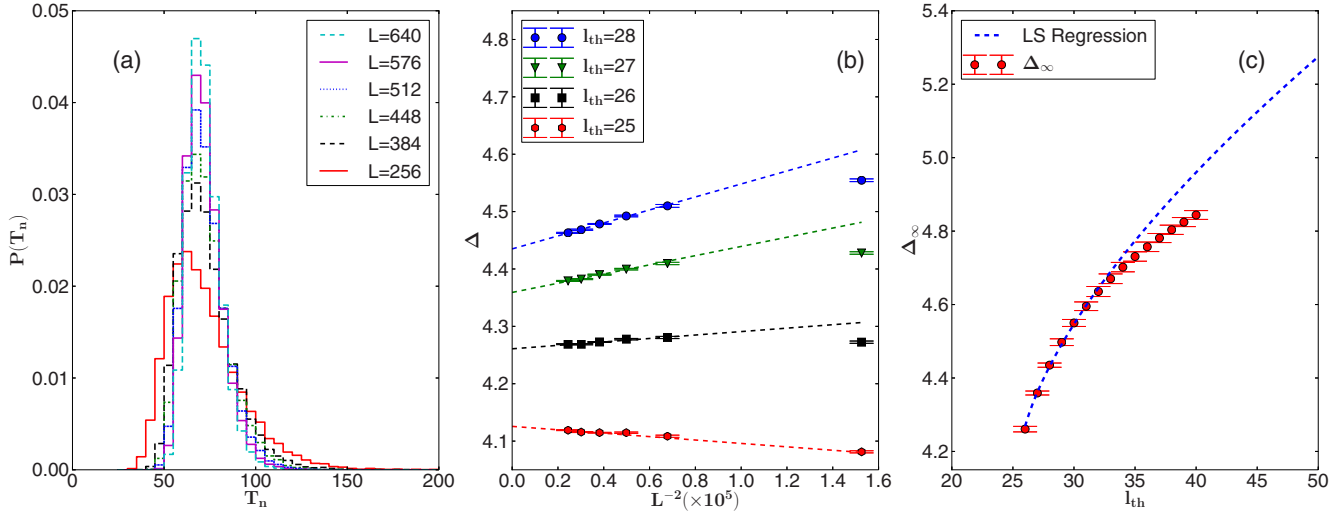 (a)
L=640
L=576
L=512
L=448
L=384
L=256
0.05
0.04
0.03
0.02
0.01
0.00
P(Tₙ)
0 50 100 150 200
Tₙ
(b)
lₜₕ=28
lₜₕ=27
lₜₕ=26
lₜₕ=25
4.8
4.7
4.6
4.5
4.4
4.3
4.2
4.1
Δ
0.0 0.2 0.4 0.6 0.8 1.0 1.2 1.4 1.6
L⁻²(×10⁵)
LS Regression
Δ∞
(c)
5.4
5.2
5.0
4.8
4.6
4.4
4.2
Δ∞
20 25 30 35 40 45 50
lₜₕ